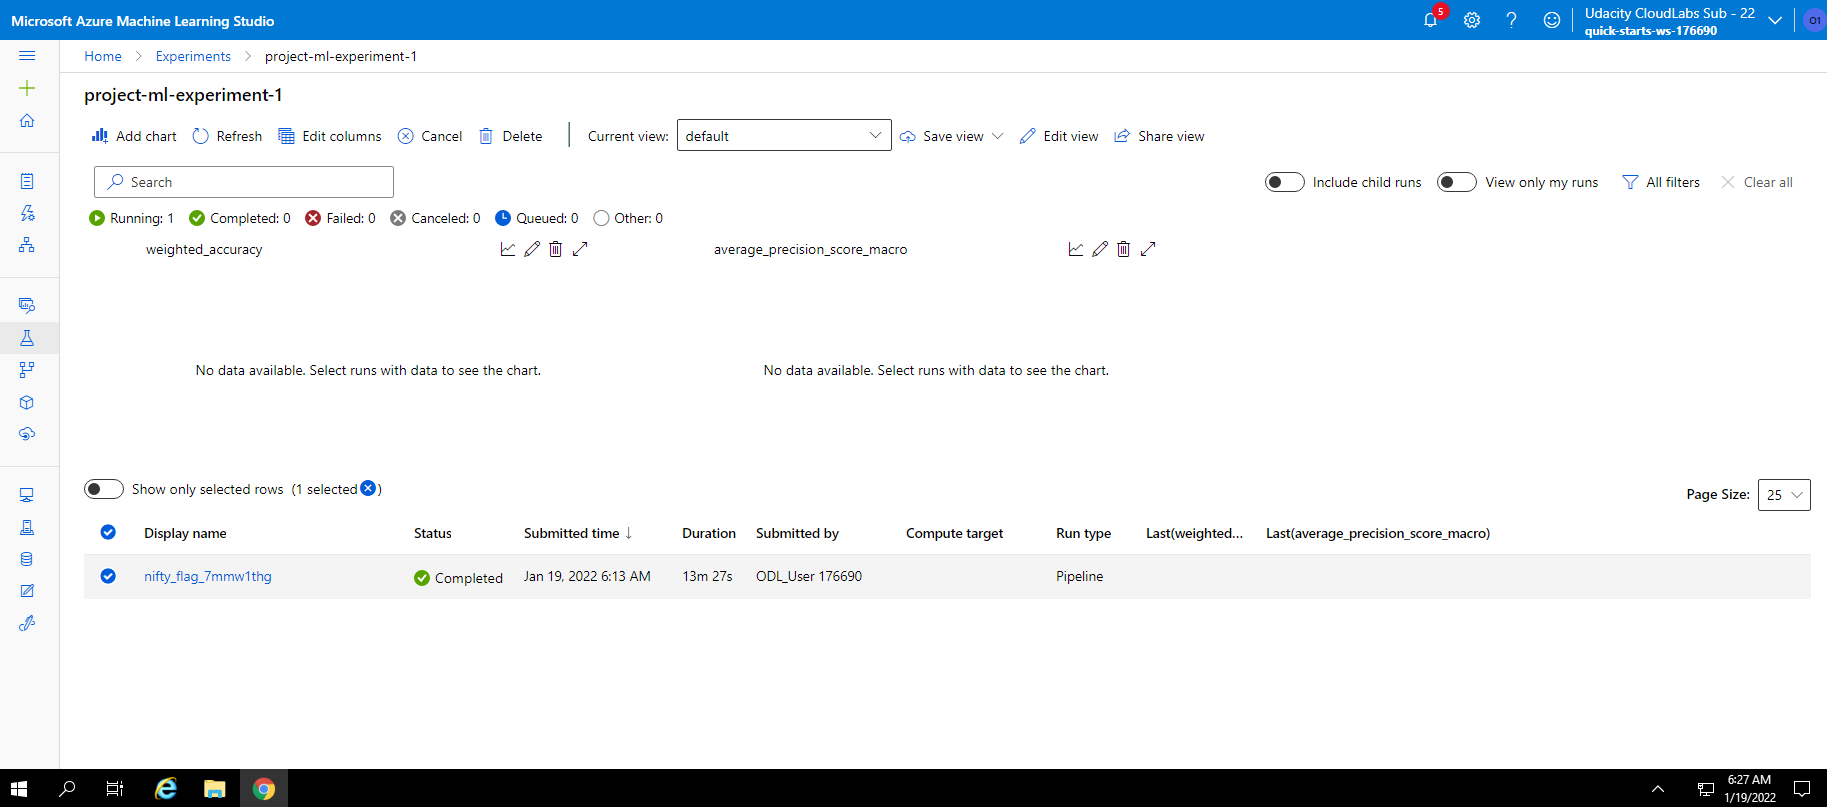 Microsoft Azure Machine Learning Studio
5
Udacity CloudLabs Sub - 22
quick-starts-ws-176690
O1
Home > Experiments > project-ml-experiment-1
project-ml-experiment-1
Add chart Refresh Edit columns Cancel Delete Current view: default Save view Edit view Share view
Search
Include child runs View only my runs All filters Clear all
Running: 1 Completed: 0 Failed: 0 Canceled: 0 Queued: 0 Other: 0
weighted_accuracy average_precision_score_macro
No data available. Select runs with data to see the chart. No data available. Select runs with data to see the chart.
Show only selected rows (1 selected )
Page Size: 25
Display name Status Submitted time ↓ Duration Submitted by Compute target Run type Last(weighted... Last(average_precision_score_macro)
nifty_flag_7mmw1thg Completed Jan 19, 2022 6:13 AM 13m 27s ODL_User 176690 Pipeline
6:27 AM
1/19/2022